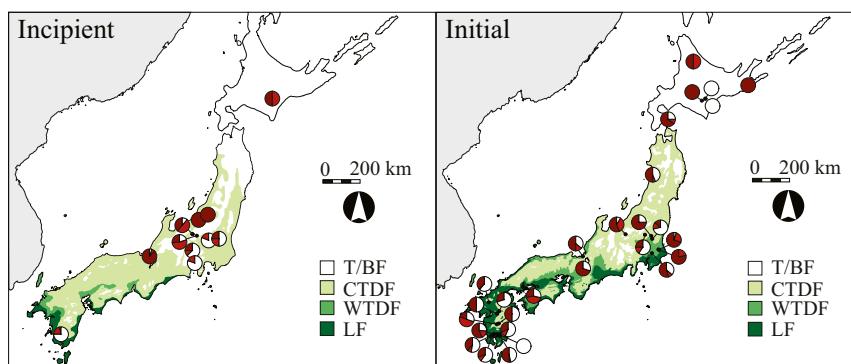 Incipient
0 200 km
T/BF
CTDF
WTDF
LF
Initial
0 200 km
T/BF
CTDF
WTDF
LF